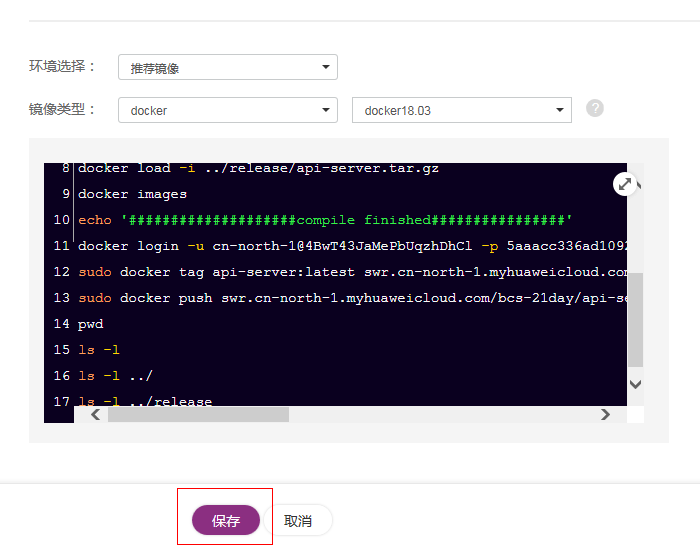 环境选择： 推荐镜像
镜像类型： docker docker18.03 ?
8 docker load -i ../release/api-server.tar.gz
9 docker images
10 echo '####################compile finished################'
11 docker login -u cn-north-1@4BwT43JaMePbUqzhDhCl -p 5aaacc336ad1092
12 sudo docker tag api-server:latest swr.cn-north-1.myhuaweicloud.com
13 sudo docker push swr.cn-north-1.myhuaweicloud.com/bcs-21day/api-se
14 pwd
15 ls -l
16 ls -l ../
17 ls -l ../release
保存 取消